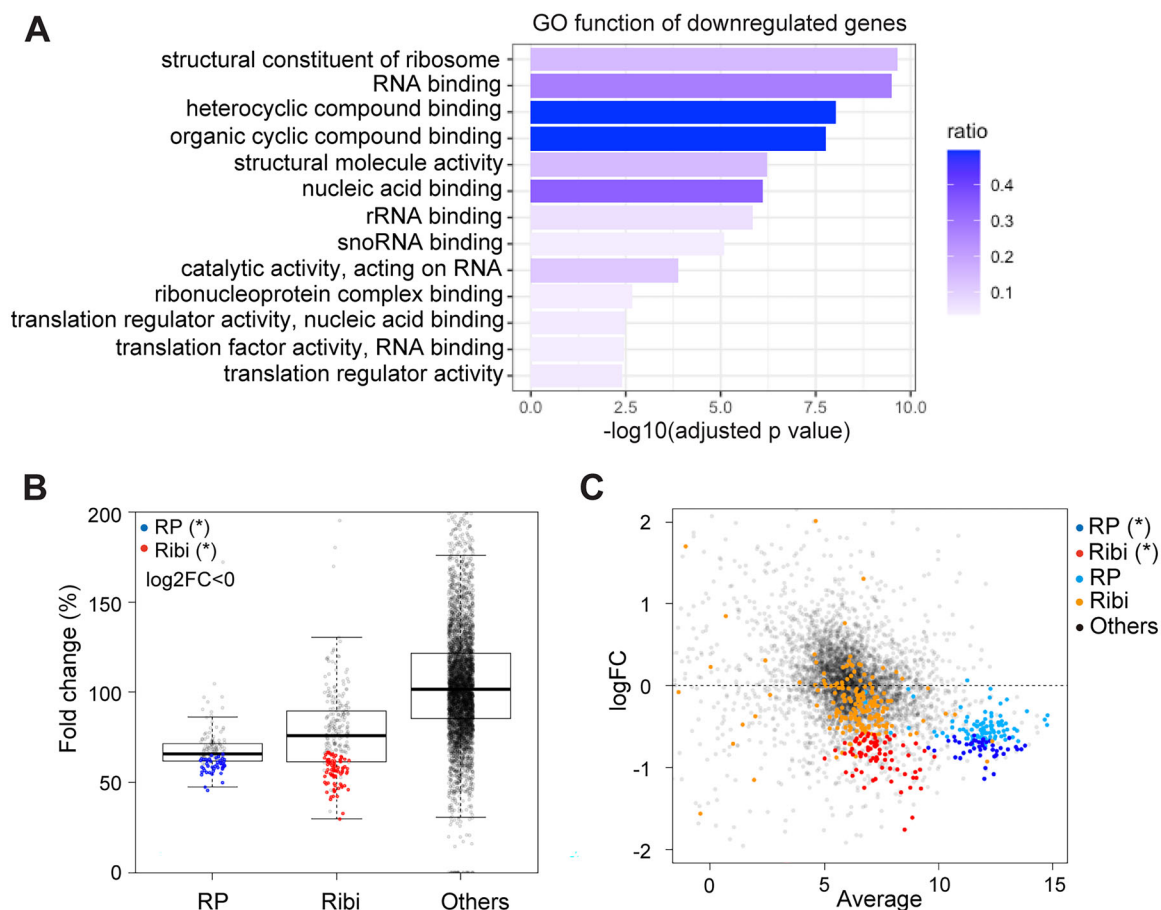 A
GO function of downregulated genes
structural constituent of ribosome
RNA binding
heterocyclic compound binding
organic cyclic compound binding
structural molecule activity
nucleic acid binding
rRNA binding
snoRNA binding
catalytic activity, acting on RNA
ribonucleoprotein complex binding
translation regulator activity, nucleic acid binding
translation factor activity, RNA binding
translation regulator activity
0.0 2.5 5.0 7.5 10.0
-log10(adjusted p value)
ratio
0.4
0.3
0.2
0.1
B
RP (*)
Ribi (*)
log2FC<0
Fold change (%)
200
150
100
50
0
RP Ribi Others
C
logFC
2
1
0
-1
-2
0 5 10 15
Average
RP (*)
Ribi (*)
RP
Ribi
Others